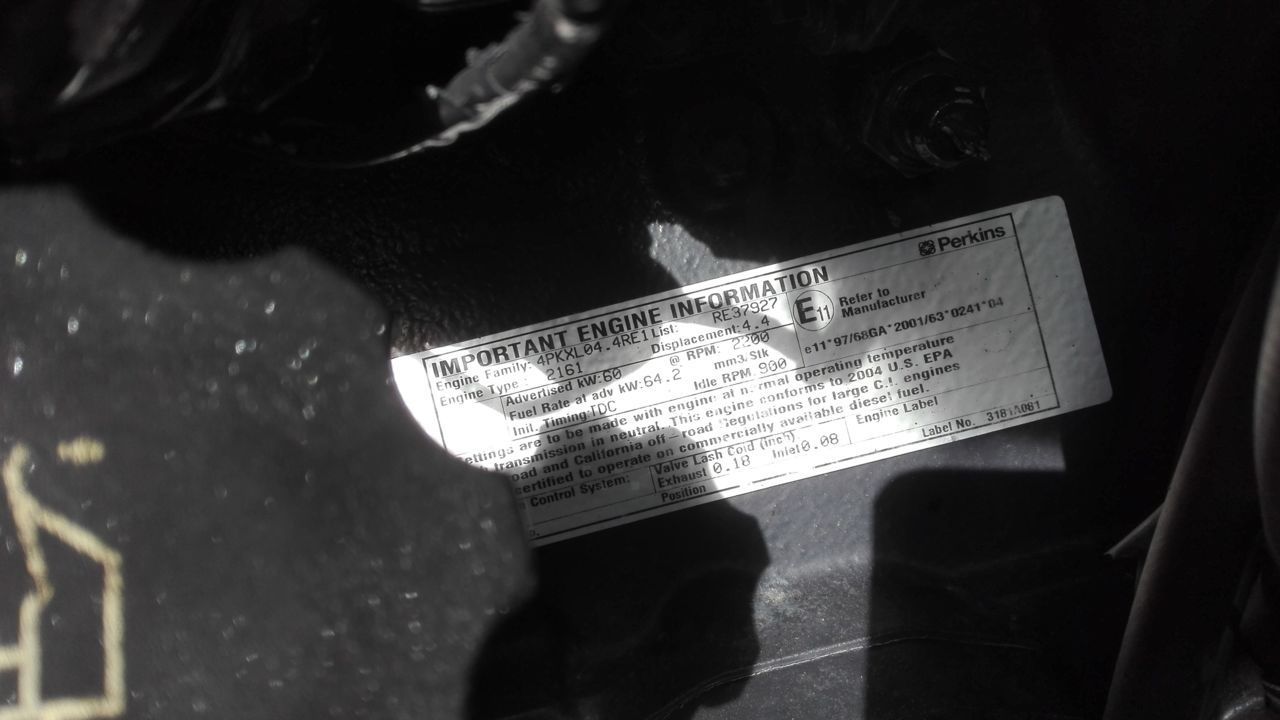 Perkins
IMPORTANT ENGINE INFORMATION
Engine Family: 4PKXL04.4RE1 List: RE37927
Engine Type: 2161 Displacement: 4.4
Advertised kW: 60 @ RPM: 2200
Fuel Rate at adv kW: 64.2 mm3.Stk
Init. Timing: TDC Idle RPM 900
E11 Refer to
Manufacturer
e11*97/68GA*2001/63*0241*04
ettings are to be made with engine at normal operating temperature
transmission in neutral. This engine conforms to 2004 U.S. EPA
oad and California off-road Regulations for large C.I. engines
certified to operate on commercially available diesel fuel.
Control System: Valve Lash Cold (inch) Engine Label
Exhaust 0.18 Inlet 0.08
Position Label No. 3181A081